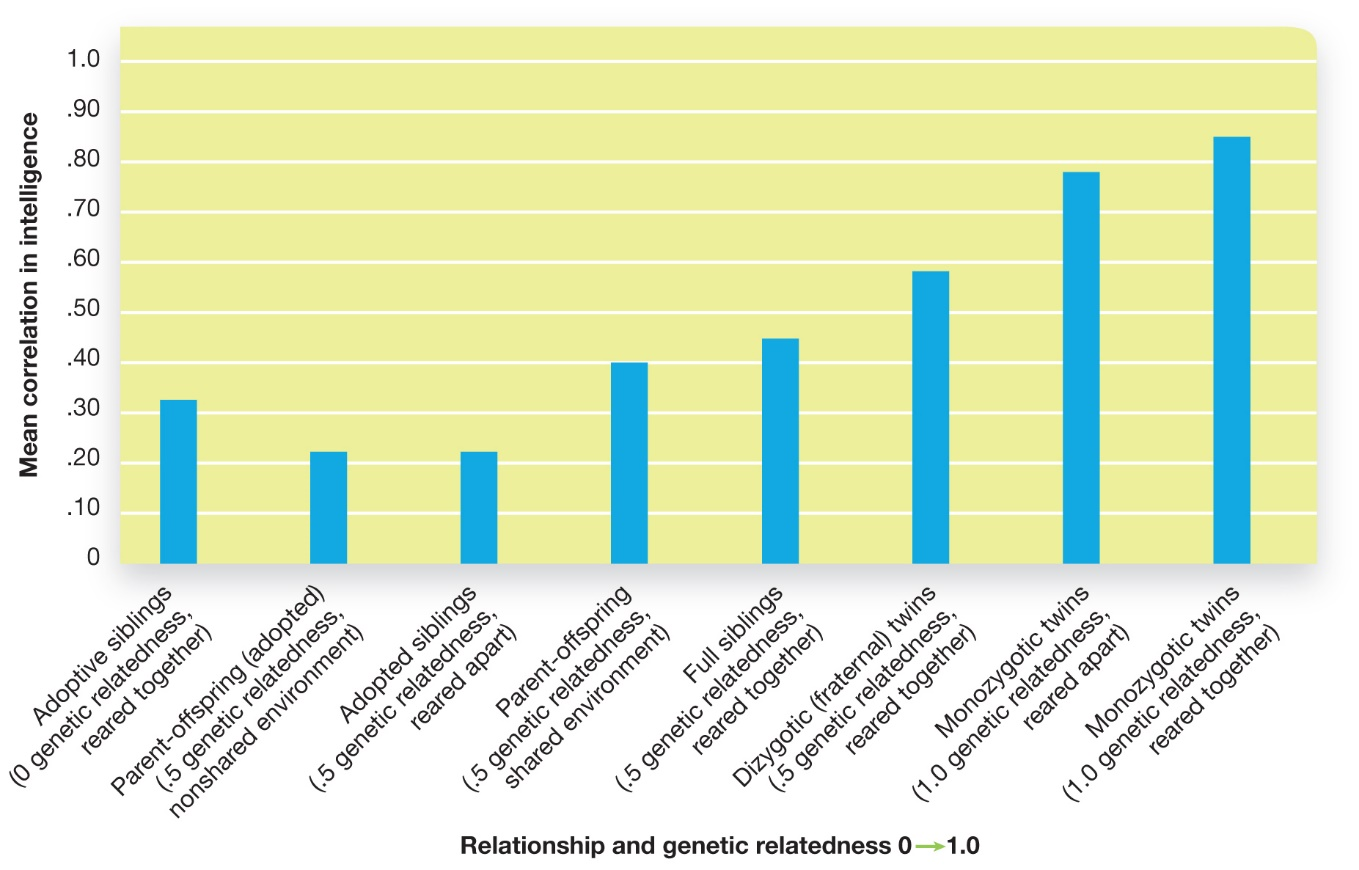 Mean correlation in intelligence
1.0
.90
.80
.70
.60
.50
.40
.30
.20
.10
0
Adoptive siblings
(0 genetic relatedness,
reared together)
Parent-offspring (adopted)
(.5 genetic relatedness,
nonshared environment)
Adopted siblings
(.5 genetic relatedness,
reared apart)
Parent-offspring
(.5 genetic relatedness,
shared environment)
Full siblings
(.5 genetic relatedness,
reared together)
Dizygotic (fraternal) twins
(.5 genetic relatedness,
reared together)
Monozygotic twins
(1.0 genetic relatedness,
reared apart)
Monozygotic twins
(1.0 genetic relatedness,
reared together)
Relationship and genetic relatedness 0→1.0